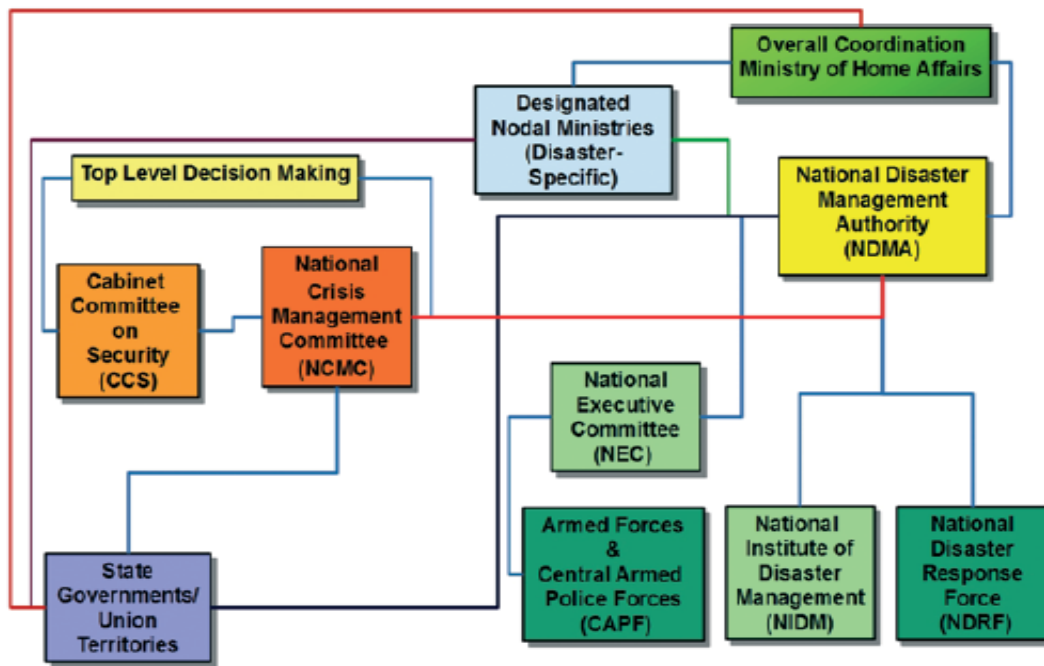 Overall Coordination
Ministry of Home Affairs
Designated
Nodal Ministries
(Disaster-
Specific)
Top Level Decision Making
National Disaster
Management
Authority
(NDMA)
Cabinet
Committee
on
Security
(CCS)
National
Crisis
Management
Committee
(NCMC)
National
Executive
Committee
(NEC)
State
Governments/
Union
Territories
Armed Forces
&
Central Armed
Police Forces
(CAPF)
National
Institute of
Disaster
Management
(NIDM)
National
Disaster
Response
Force
(NDRF)